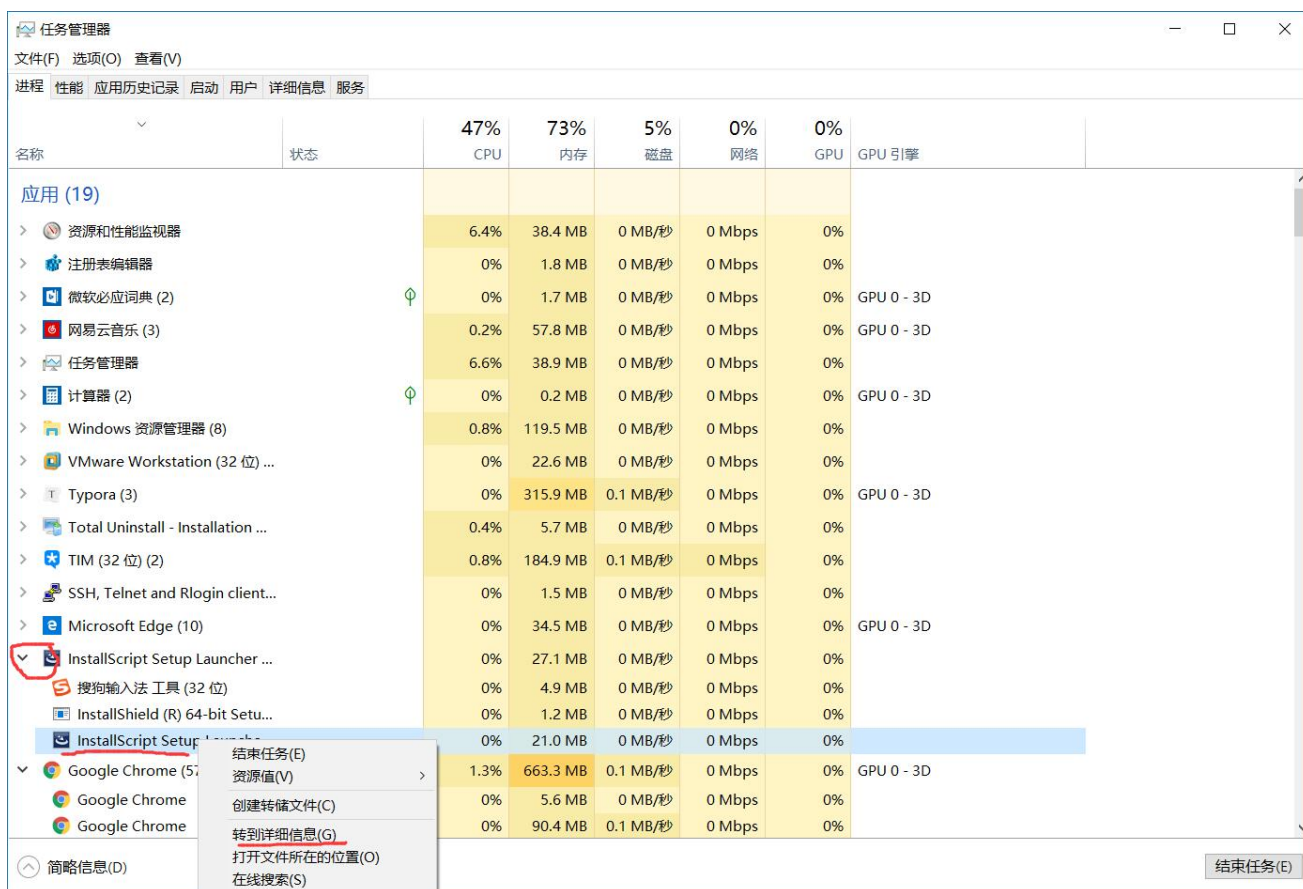 任务管理器
文件(F) 选项(O) 查看(V)
进程 性能 应用历史记录 启动 用户 详细信息 服务
47% 73% 5% 0% 0%
名称 状态 CPU 内存 磁盘 网络 GPU GPU 引擎
应用 (19)
资源和性能监视器 6.4% 38.4 MB 0 MB/秒 0 Mbps 0%
注册表编辑器 0% 1.8 MB 0 MB/秒 0 Mbps 0%
微软必应词典 (2) 0% 1.7 MB 0 MB/秒 0 Mbps 0% GPU 0 - 3D
网易云音乐 (3) 0.2% 57.8 MB 0 MB/秒 0 Mbps 0% GPU 0 - 3D
任务管理器 6.6% 38.9 MB 0 MB/秒 0 Mbps 0%
计算器 (2) 0% 0.2 MB 0 MB/秒 0 Mbps 0% GPU 0 - 3D
Windows 资源管理器 (8) 0.8% 119.5 MB 0 MB/秒 0 Mbps 0%
VMware Workstation (32 位) ... 0% 22.6 MB 0 MB/秒 0 Mbps 0%
T Typora (3) 0% 315.9 MB 0.1 MB/秒 0 Mbps 0% GPU 0 - 3D
Total Uninstall - Installation ... 0.4% 5.7 MB 0 MB/秒 0 Mbps 0%
TIM (32 位) (2) 0.8% 184.9 MB 0.1 MB/秒 0 Mbps 0%
SSH, Telnet and Rlogin client... 0% 1.5 MB 0 MB/秒 0 Mbps 0%
Microsoft Edge (10) 0% 34.5 MB 0 MB/秒 0 Mbps 0% GPU 0 - 3D
InstallScript Setup Launcher ... 0% 27.1 MB 0 MB/秒 0 Mbps 0%
搜狗输入法 工具 (32 位) 0% 4.9 MB 0 MB/秒 0 Mbps 0%
InstallShield (R) 64-bit Setu... 0% 1.2 MB 0 MB/秒 0 Mbps 0%
InstallScript Setup 0% 21.0 MB 0 MB/秒 0 Mbps 0%
结束任务(E)
Google Chrome (57 1.3% 663.3 MB 0.1 MB/秒 0 Mbps 0% GPU 0 - 3D
资源值(V)
Google Chrome 0% 5.6 MB 0 MB/秒 0 Mbps 0%
创建转储文件(C)
Google Chrome 0% 90.4 MB 0.1 MB/秒 0 Mbps 0%
转到详细信息(G)
打开文件所在的位置(O)
在线搜索(S)
简略信息(D) 结束任务(E)